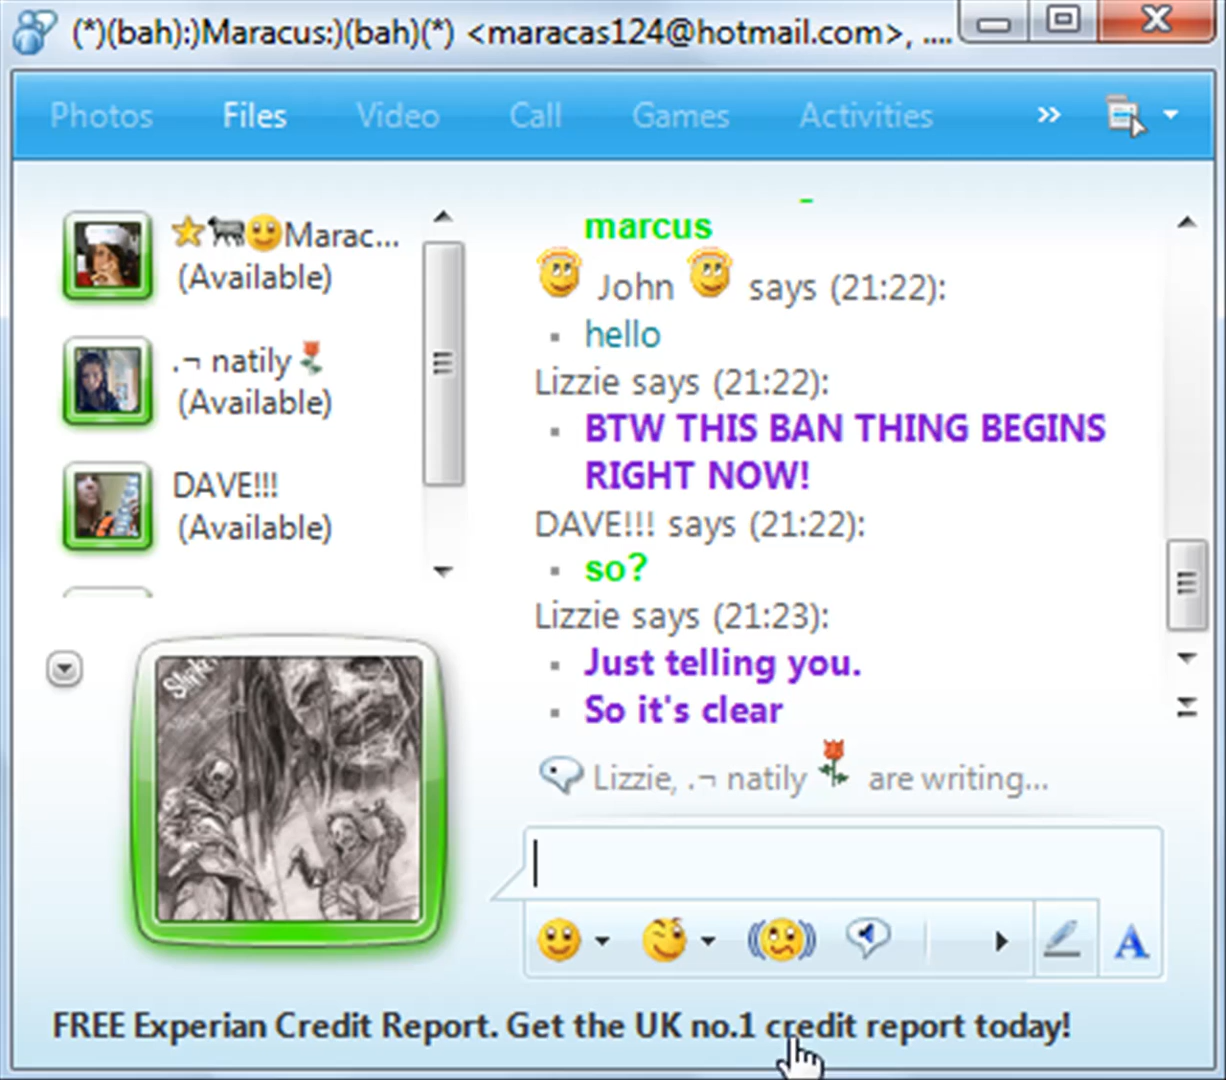 (*)(bah):)Maracus:)(bah)(*) <maracas124@hotmail.com>, ....
Photos Files Video Call Games Activities »
Marac...
(Available)
.¬ natily
(Available)
DAVE!!!
(Available)
marcus
John says (21:22):
hello
Lizzie says (21:22):
BTW THIS BAN THING BEGINS
RIGHT NOW!
DAVE!!! says (21:22):
so?
Lizzie says (21:23):
Just telling you.
So it's clear
Lizzie, .¬ natily are writing...
A
FREE Experian Credit Report. Get the UK no.1 credit report today!